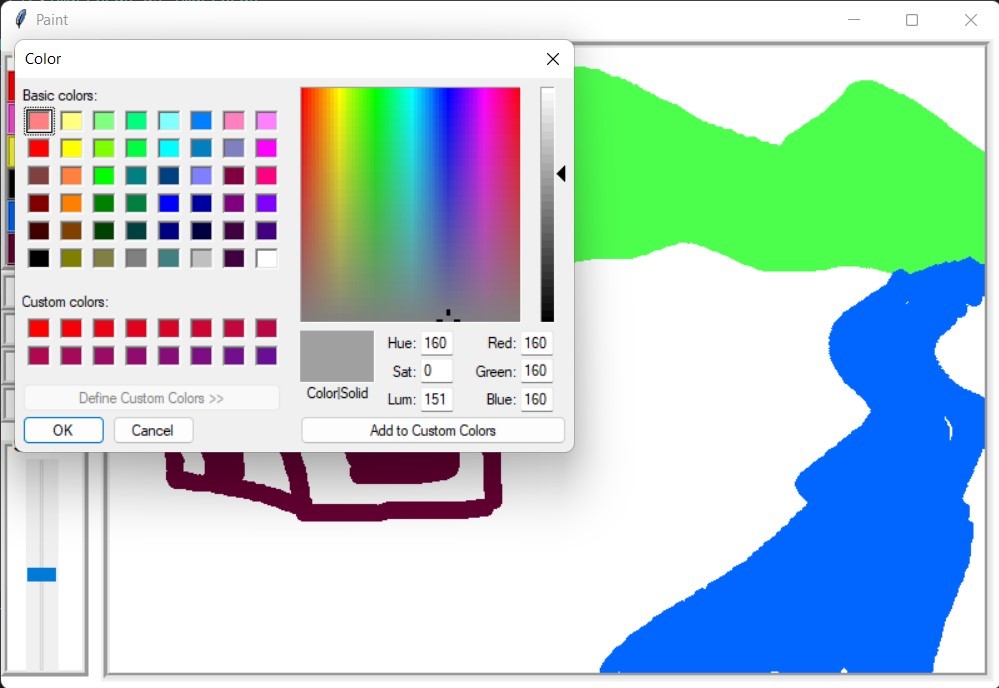 Paint
Color
Basic colors:
Custom colors:
Define Custom Colors >>
OK
Cancel
Color|Solid
Hue: 160
Sat: 0
Lum: 151
Red: 160
Green: 160
Blue: 160
Add to Custom Colors